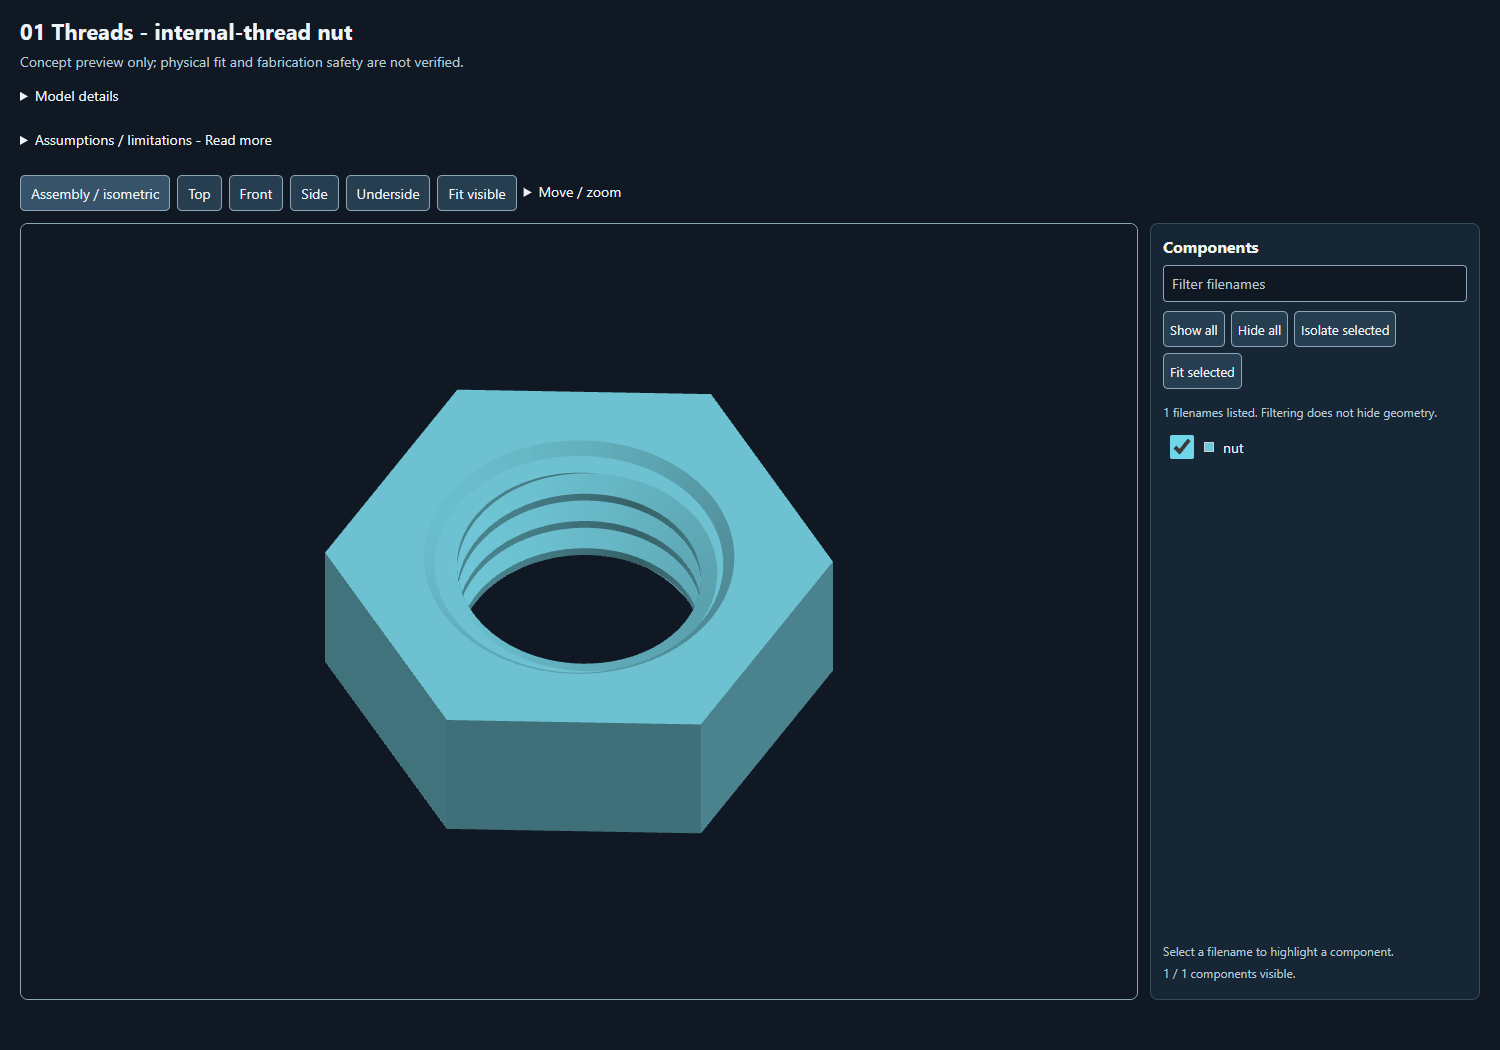 01 Threads - internal-thread nut
Concept preview only; physical fit and fabrication safety are not verified.
Model details
Assumptions / limitations - Read more
Assembly / isometric Top Front Side Underside Fit visible Move / zoom
Components
Filter filenames
Show all Hide all Isolate selected
Fit selected
1 filenames listed. Filtering does not hide geometry.
nut
Select a filename to highlight a component.
1 / 1 components visible.